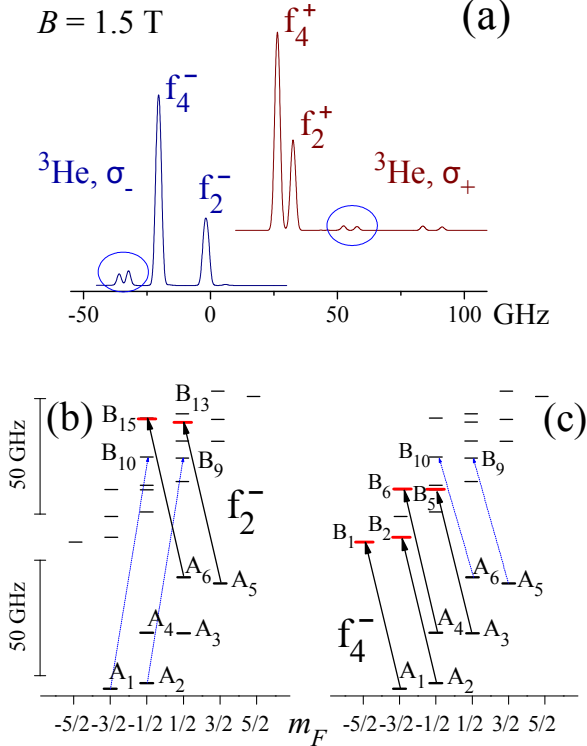 B = 1.5 T
(a)
f₄⁺
f₄⁻
f₂⁺
³He, σ₋
f₂⁻
³He, σ₊
-50 0 50 100 GHz
(b)
(c)
50 GHz
50 GHz
B₁₅
B₁₃
B₁₀
B₉
f₂⁻
A₆
A₅
A₄
A₃
A₁
A₂
B₁₀
B₉
B₆
B₅
B₁
B₂
A₆
A₅
A₄
A₃
f₄⁻
A₁
A₂
-5/2 -3/2 -1/2 1/2 3/2 5/2 m_F -5/2 -3/2 -1/2 1/2 3/2 5/2